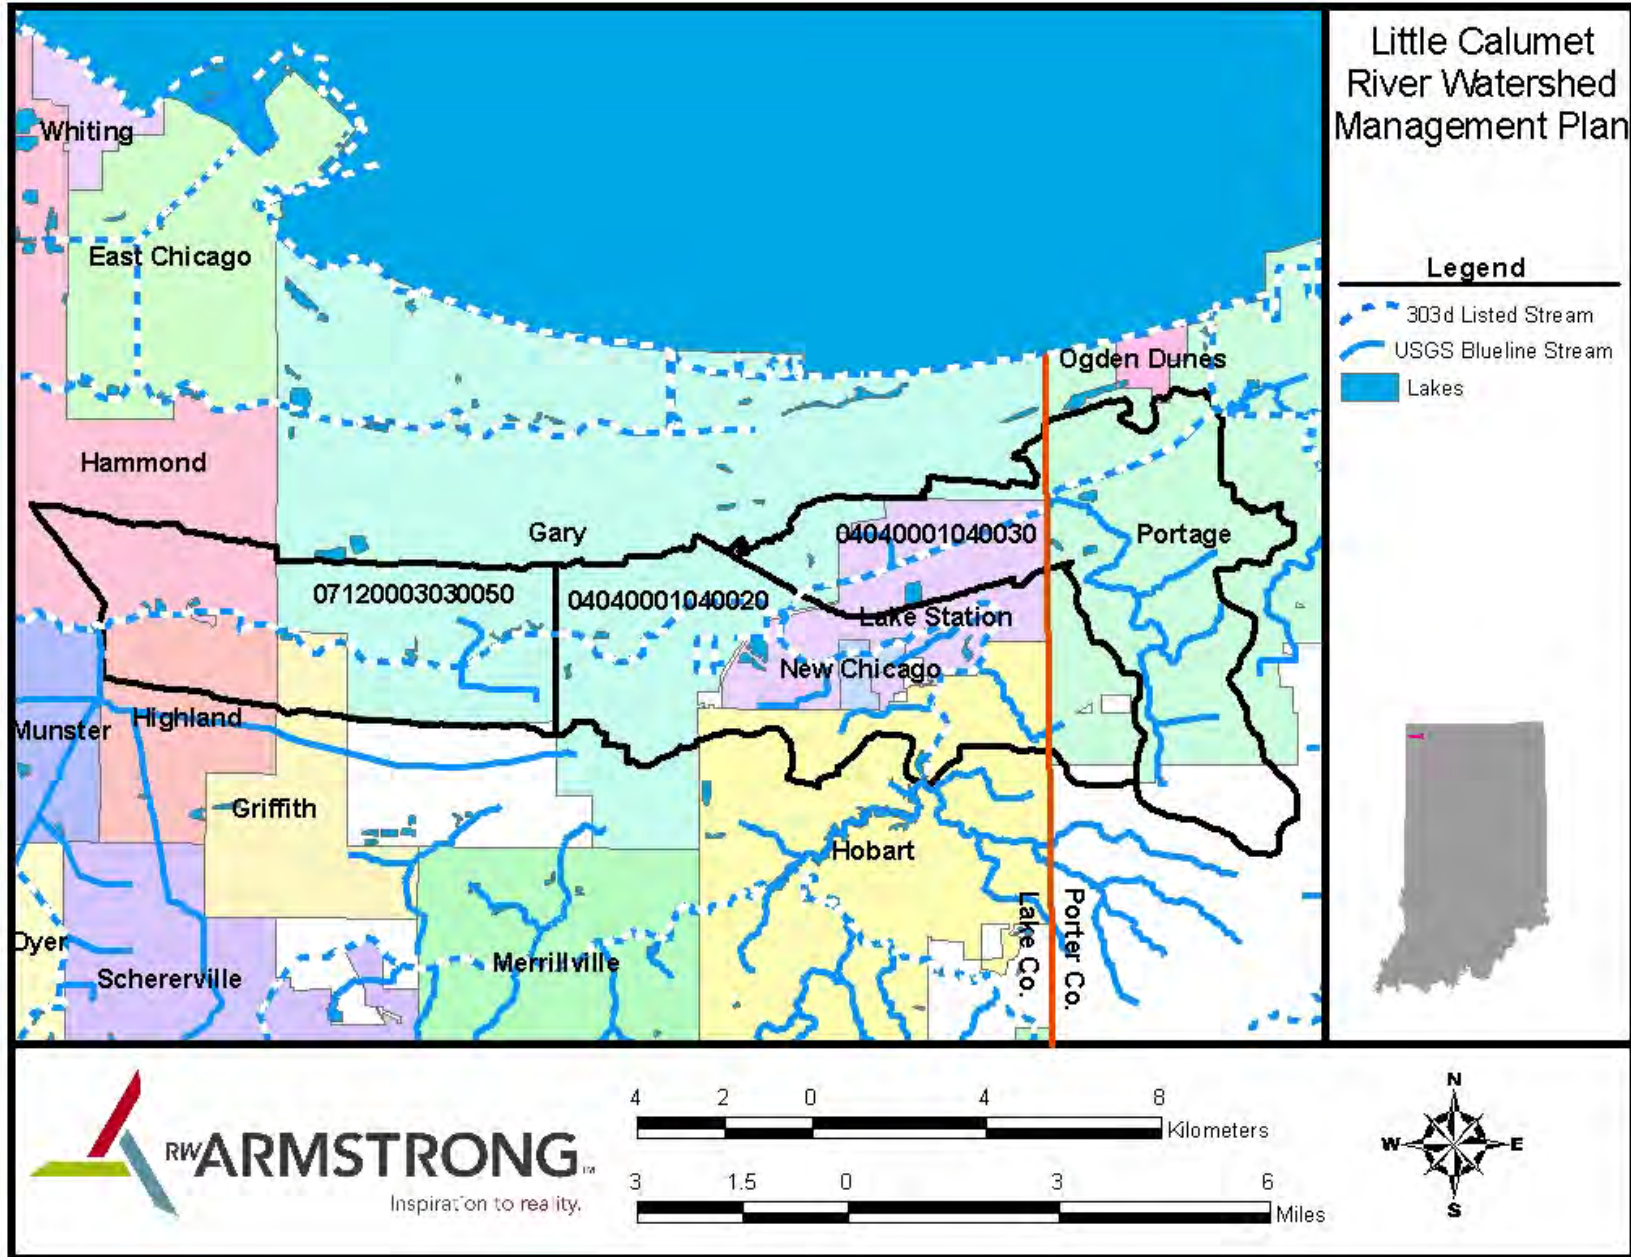 Little Calumet
River Watershed
Management Plan
Legend
303d Listed Stream
USGS Blueline Stream
Lakes
Whiting
East Chicago
Ogden Dunes
Hammond
Gary
04040001040030
Portage
07120003030050
04040001040020
Lake Station
New Chicago
Munster
Highland
Griffith
Hobart
Lake Co.
Porter Co.
Dyer
Schererville
Merrillville
RWARMSTRONG TM
Inspiration to reality.
4 2 0 4 8
Kilometers
3 1.5 0 3 6
Miles
N
W E
S